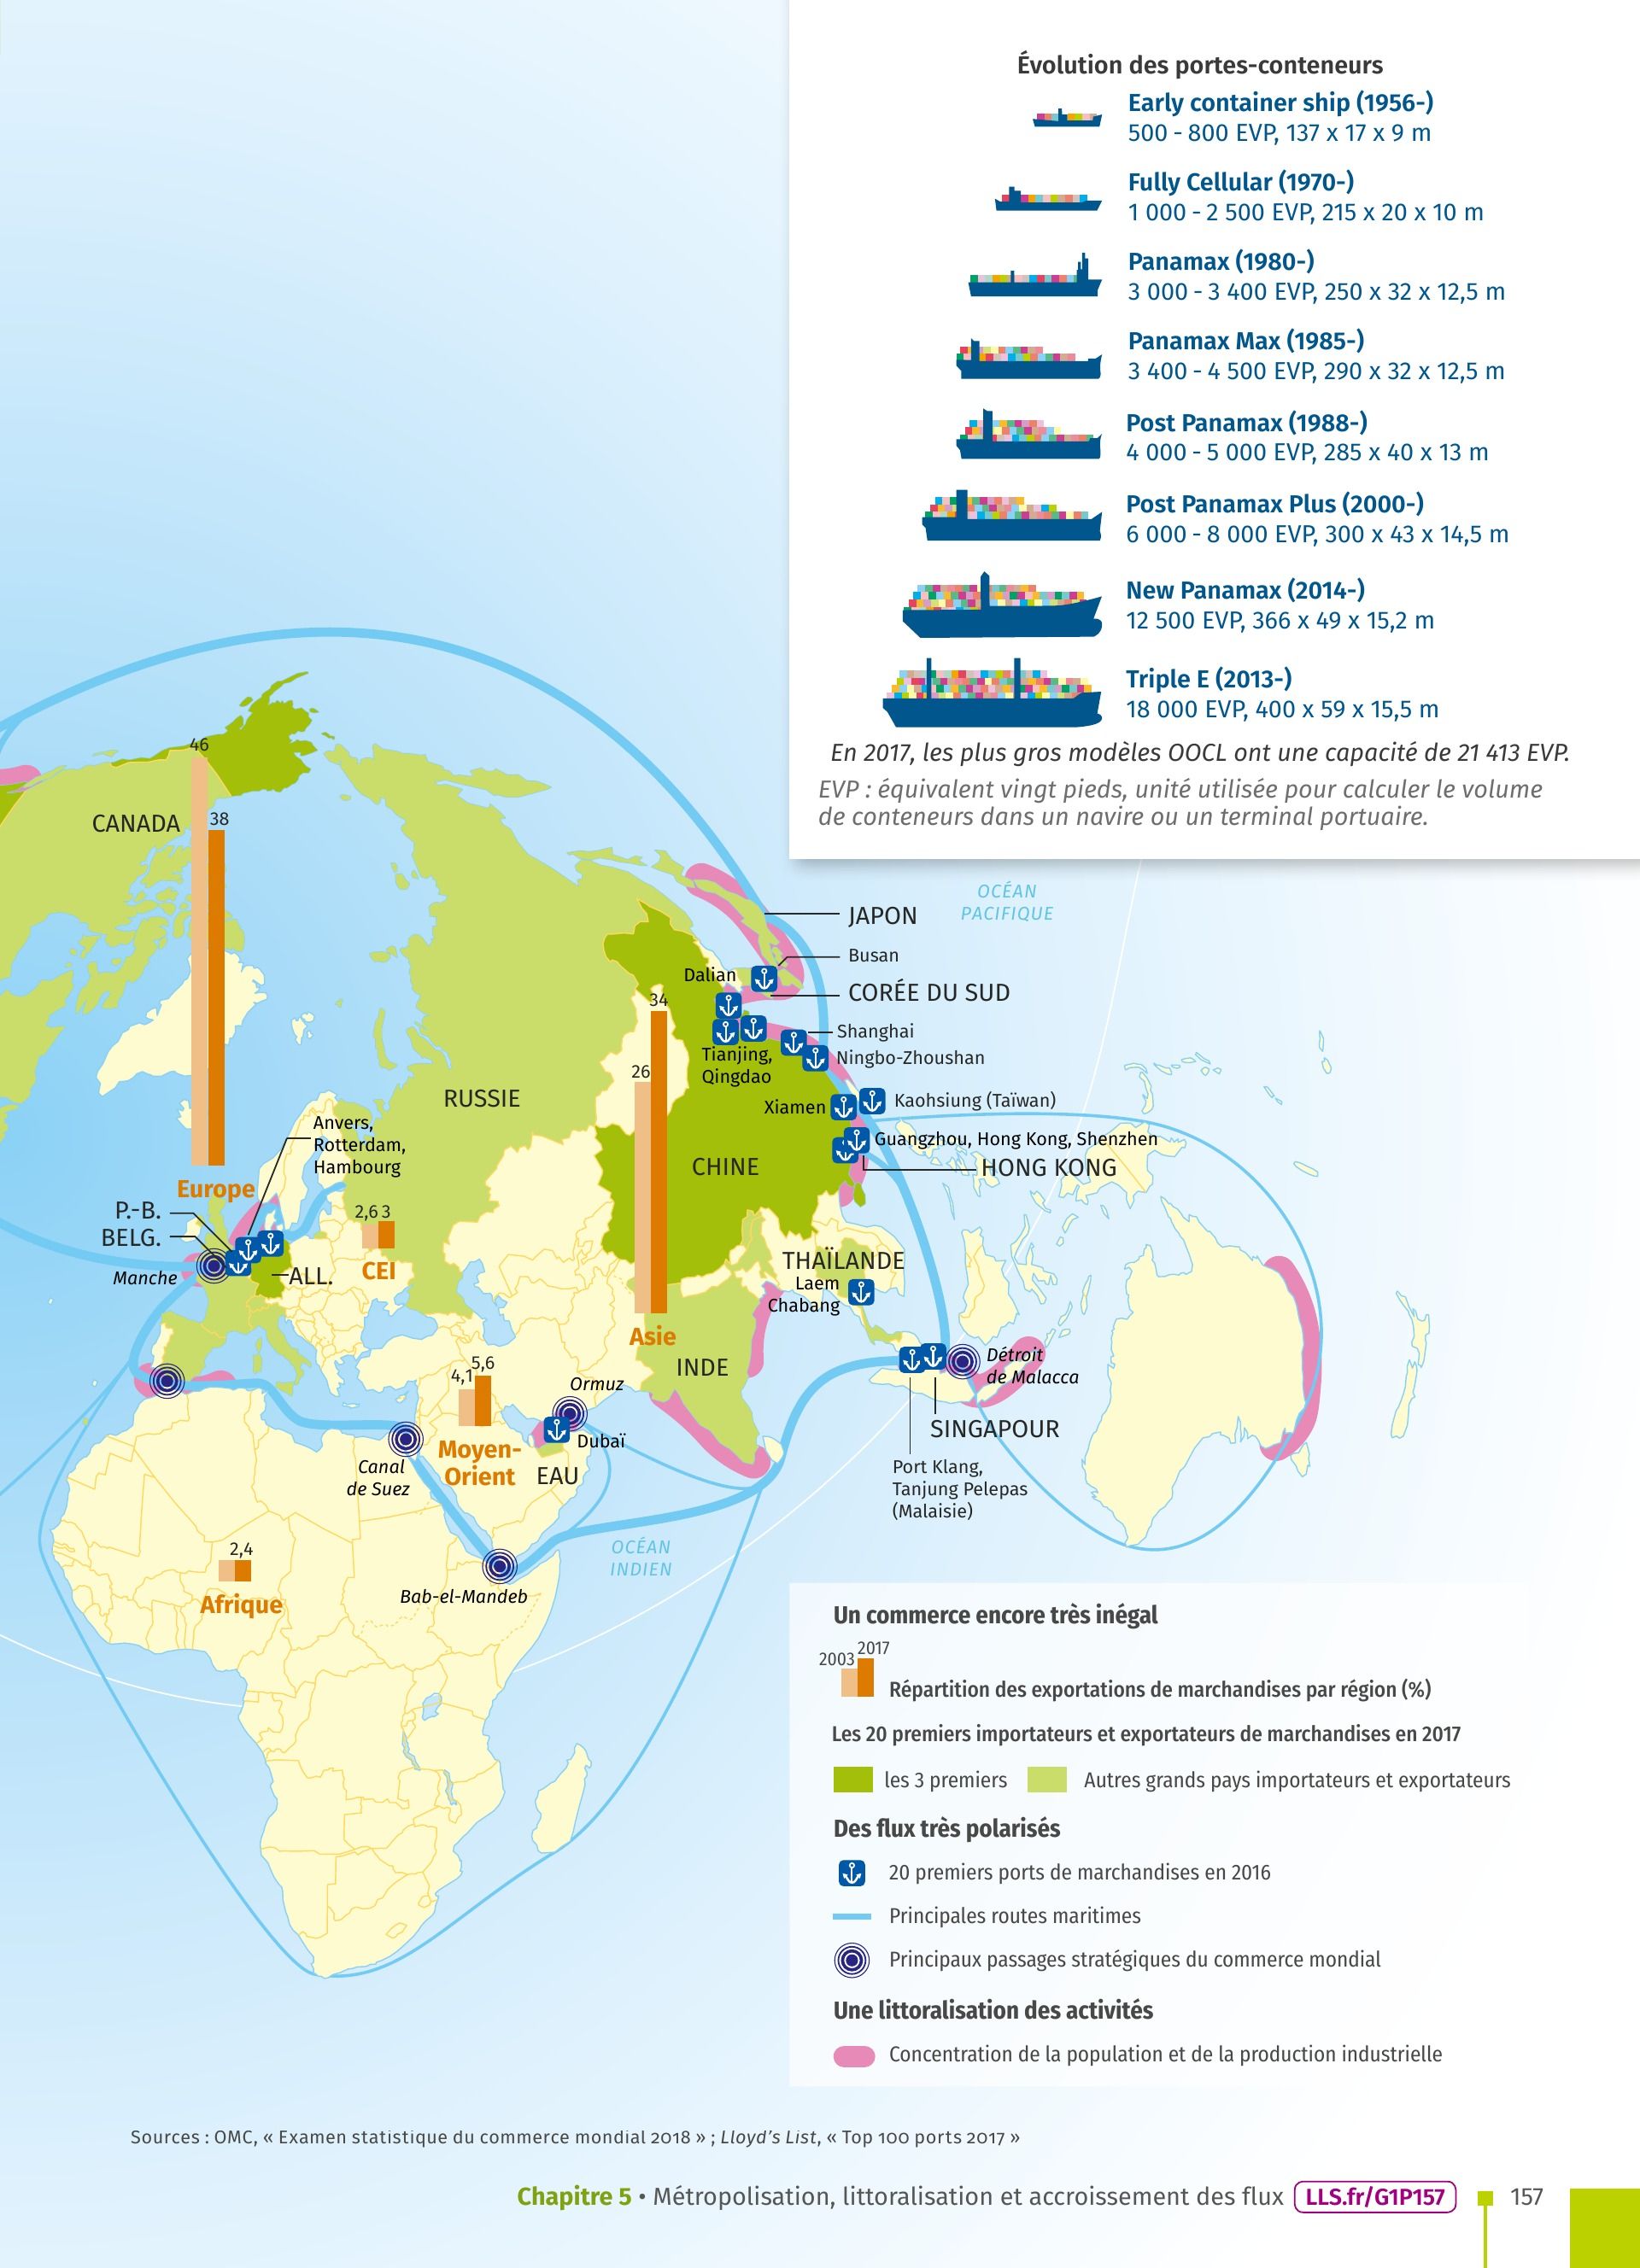 Évolution des portes-conteneurs
Early container ship (1956-)
500 - 800 EVP, 137 x 17 x 9 m
Fully Cellular (1970-)
1 000 - 2 500 EVP, 215 x 20 x 10 m
Panamax (1980-)
3 000 - 3 400 EVP, 250 x 32 x 12,5 m
Panamax Max (1985-)
3 400 - 4 500 EVP, 290 x 32 x 12,5 m
Post Panamax (1988-)
4 000 - 5 000 EVP, 285 x 40 x 13 m
Post Panamax Plus (2000-)
6 000 - 8 000 EVP, 300 x 43 x 14,5 m
New Panamax (2014-)
12 500 EVP, 366 x 49 x 15,2 m
Triple E (2013-)
18 000 EVP, 400 x 59 x 15,5 m
En 2017, les plus gros modèles OOCL ont une capacité de 21 413 EVP.
EVP : équivalent vingt pieds, unité utilisée pour calculer le volume
de conteneurs dans un navire ou un terminal portuaire.
46
38
CANADA
Europe
OCÉAN
PACIFIQUE
JAPON
Busan
Dalian
CORÉE DU SUD
34
26
Shanghai
Tianjing,
Qingdao
Ningbo-Zhoushan
RUSSIE
Xiamen
Kaohsiung (Taïwan)
Anvers,
Rotterdam,
Hambourg
Guangzhou, Hong Kong, Shenzhen
CHINE
HONG KONG
P.-B.
BELG.
Manche
ALL.
2,6 3
CEI
THAÏLANDE
Laem
Chabang
Asie
INDE
Détroit
de Malacca
SINGAPOUR
Port Klang,
Tanjung Pelepas
(Malaisie)
4,1
5,6
Moyen-
Orient
Ormuz
Dubaï
EAU
Canal
de Suez
OCÉAN
INDIEN
2,4
Afrique
Bab-el-Mandeb
Un commerce encore très inégal
2003
2017
Répartition des exportations de marchandises par région (%)
Les 20 premiers importateurs et exportateurs de marchandises en 2017
les 3 premiers
Autres grands pays importateurs et exportateurs
Des flux très polarisés
20 premiers ports de marchandises en 2016
Principales routes maritimes
Principaux passages stratégiques du commerce mondial
Une littoralisation des activités
Concentration de la population et de la production industrielle
Sources : OMC, « Examen statistique du commerce mondial 2018 » ; Lloyd's List, « Top 100 ports 2017 »
Chapitre 5 • Métropolisation, littoralisation et accroissement des flux LLS.fr/G1P157 157